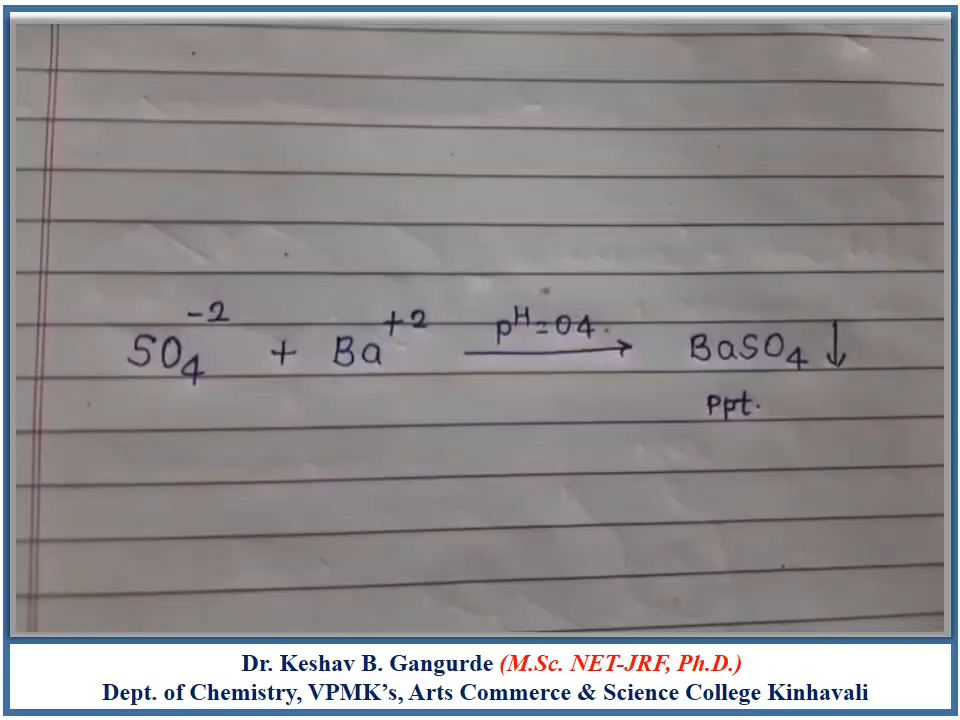 SO₄⁻² + Ba⁺² pᴴ=04. → BaSO₄ ↓
ppt.
Dr. Keshav B. Gangurde (M.Sc. NET-JRF, Ph.D.)
Dept. of Chemistry, VPMK’s, Arts Commerce & Science College Kinhavali